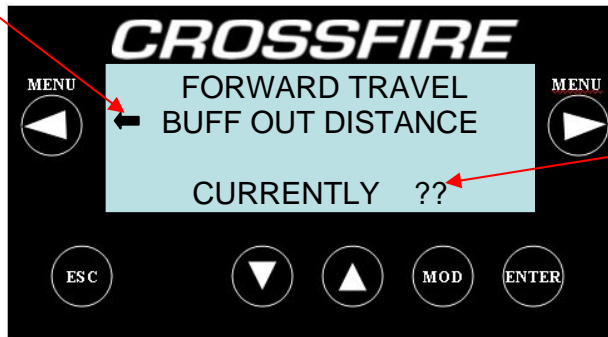 CROSSFIRE
MENU
MENU
FORWARD TRAVEL
BUFF OUT DISTANCE
CURRENTLY ??
ESC
MOD
ENTER